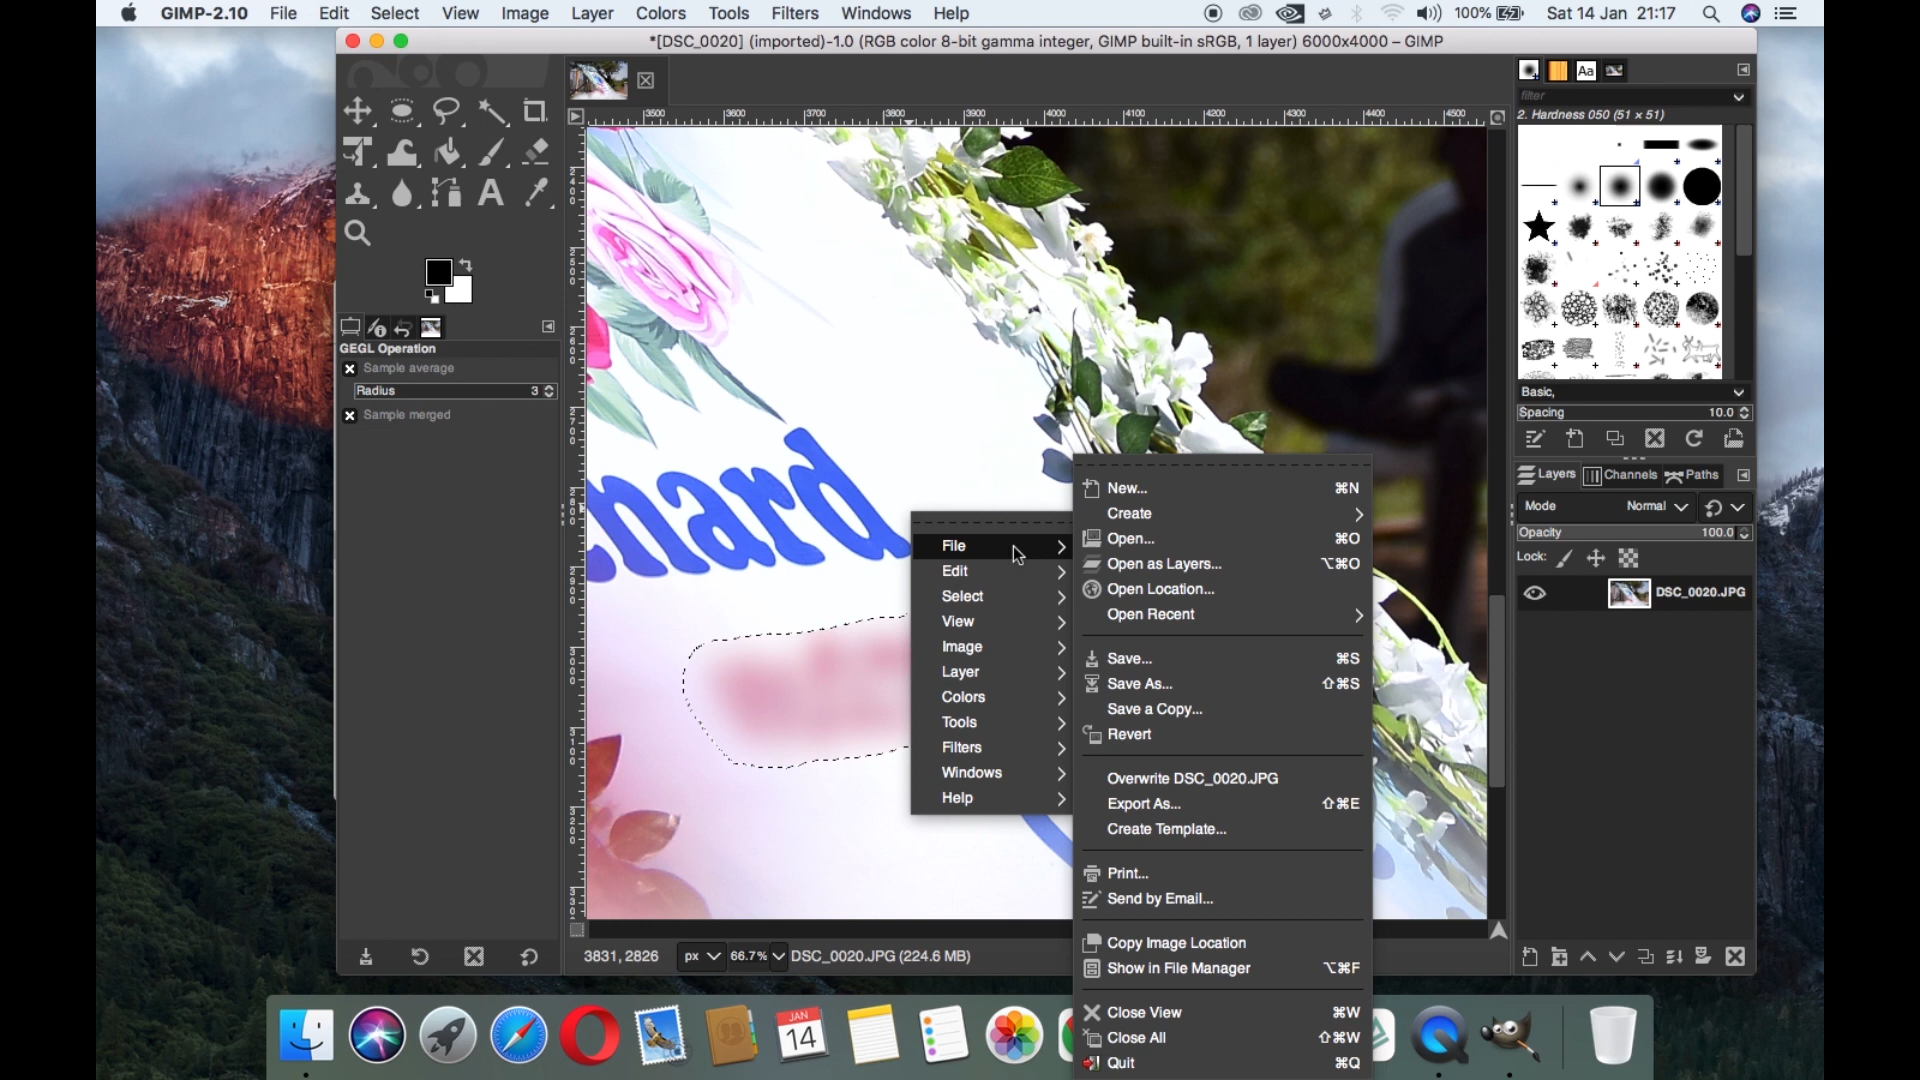 GIMP-2.10 File Edit Select View Image Layer Colors Tools Filters Windows Help 100% Sat 14 Jan 21:17
*[DSC_0020] (imported)-1.0 (RGB color 8-bit gamma integer, GIMP built-in sRGB, 1 layer) 6000x4000 – GIMP
3500 3600 3700 3800 3900 4000 4100 4200 4300 4400 4500
GEGL Operation
Sample average
Radius 3
Sample merged
nard
File
Edit
Select
View
Image
Layer
Colors
Tools
Filters
Windows
Help
New... ⌘N
Create
Open... ⌘O
Open as Layers... ⌥⌘O
Open Location...
Open Recent
Save... ⌘S
Save As... ⇧⌘S
Save a Copy...
Revert
Overwrite DSC_0020.JPG
Export As... ⇧⌘E
Create Template...
Print...
Send by Email...
Copy Image Location
Show in File Manager ⌥⌘F
Close View ⌘W
Close All ⇧⌘W
Quit ⌘Q
Aa
filter
2. Hardness 050 (51 × 51)
Basic,
Spacing 10.0
Layers Channels Paths
Mode Normal
Opacity 100.0
Lock:
DSC_0020.JPG
3831, 2826 px 66.7% DSC_0020.JPG (224.6 MB)
JAN
14